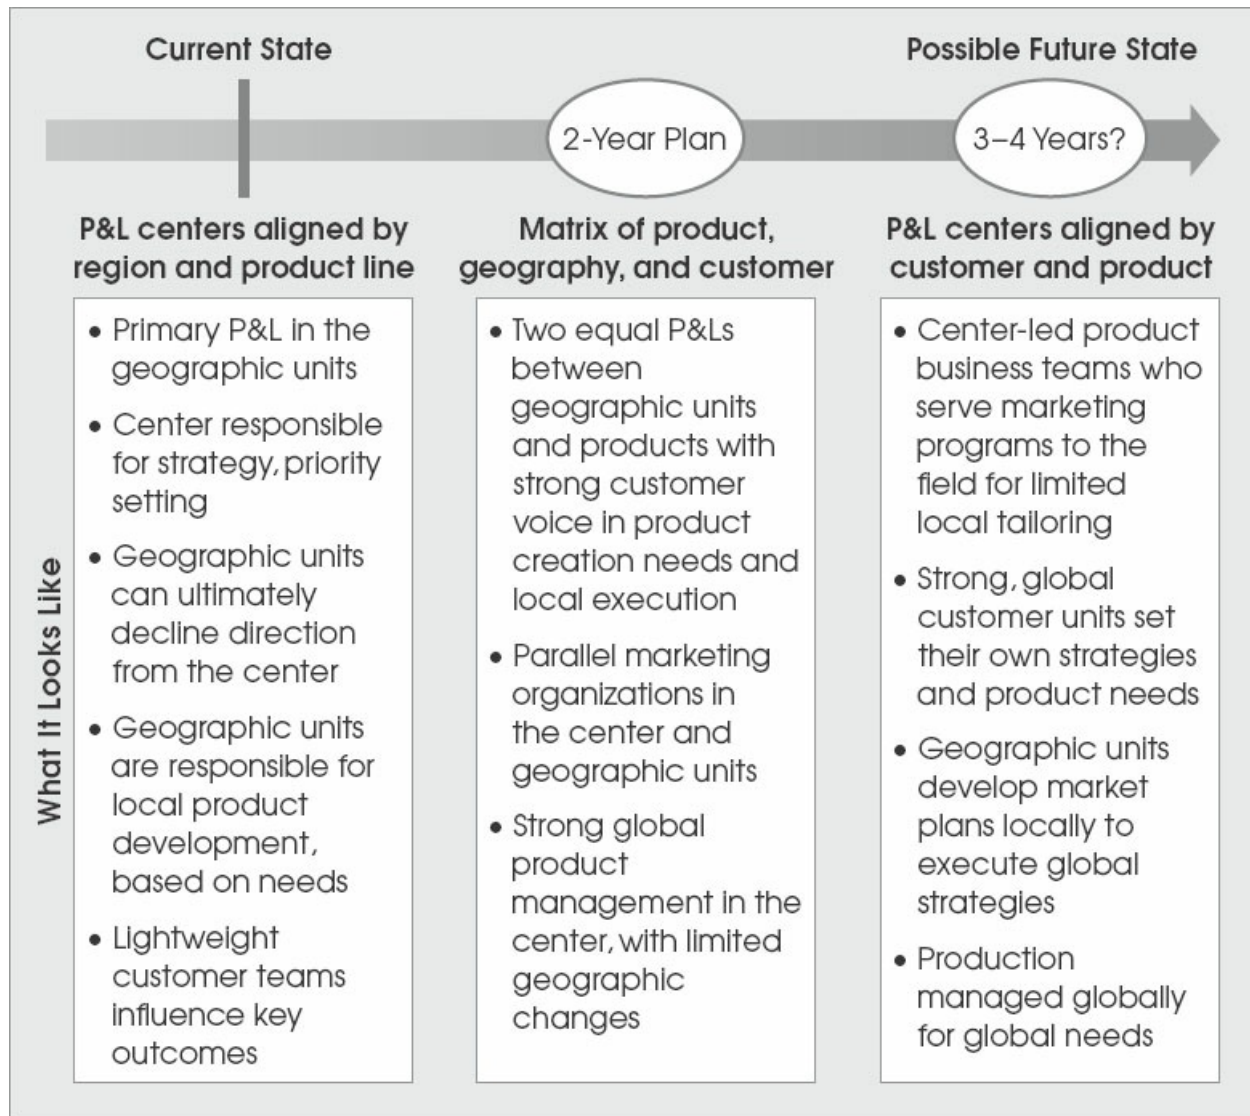 Current State
Possible Future State
2-Year Plan
3–4 Years?
P&L centers aligned by
region and product line
Matrix of product,
geography, and customer
P&L centers aligned by
customer and product
What It Looks Like
• Primary P&L in the
geographic units
• Center responsible
for strategy, priority
setting
• Geographic units
can ultimately
decline direction
from the center
• Geographic units
are responsible for
local product
development,
based on needs
• Lightweight
customer teams
influence key
outcomes
• Two equal P&Ls
between
geographic units
and products with
strong customer
voice in product
creation needs and
local execution
• Parallel marketing
organizations in
the center and
geographic units
• Strong global
product
management in the
center, with limited
geographic
changes
• Center-led product
business teams who
serve marketing
programs to the
field for limited
local tailoring
• Strong, global
customer units set
their own strategies
and product needs
• Geographic units
develop market
plans locally to
execute global
strategies
• Production
managed globally
for global needs